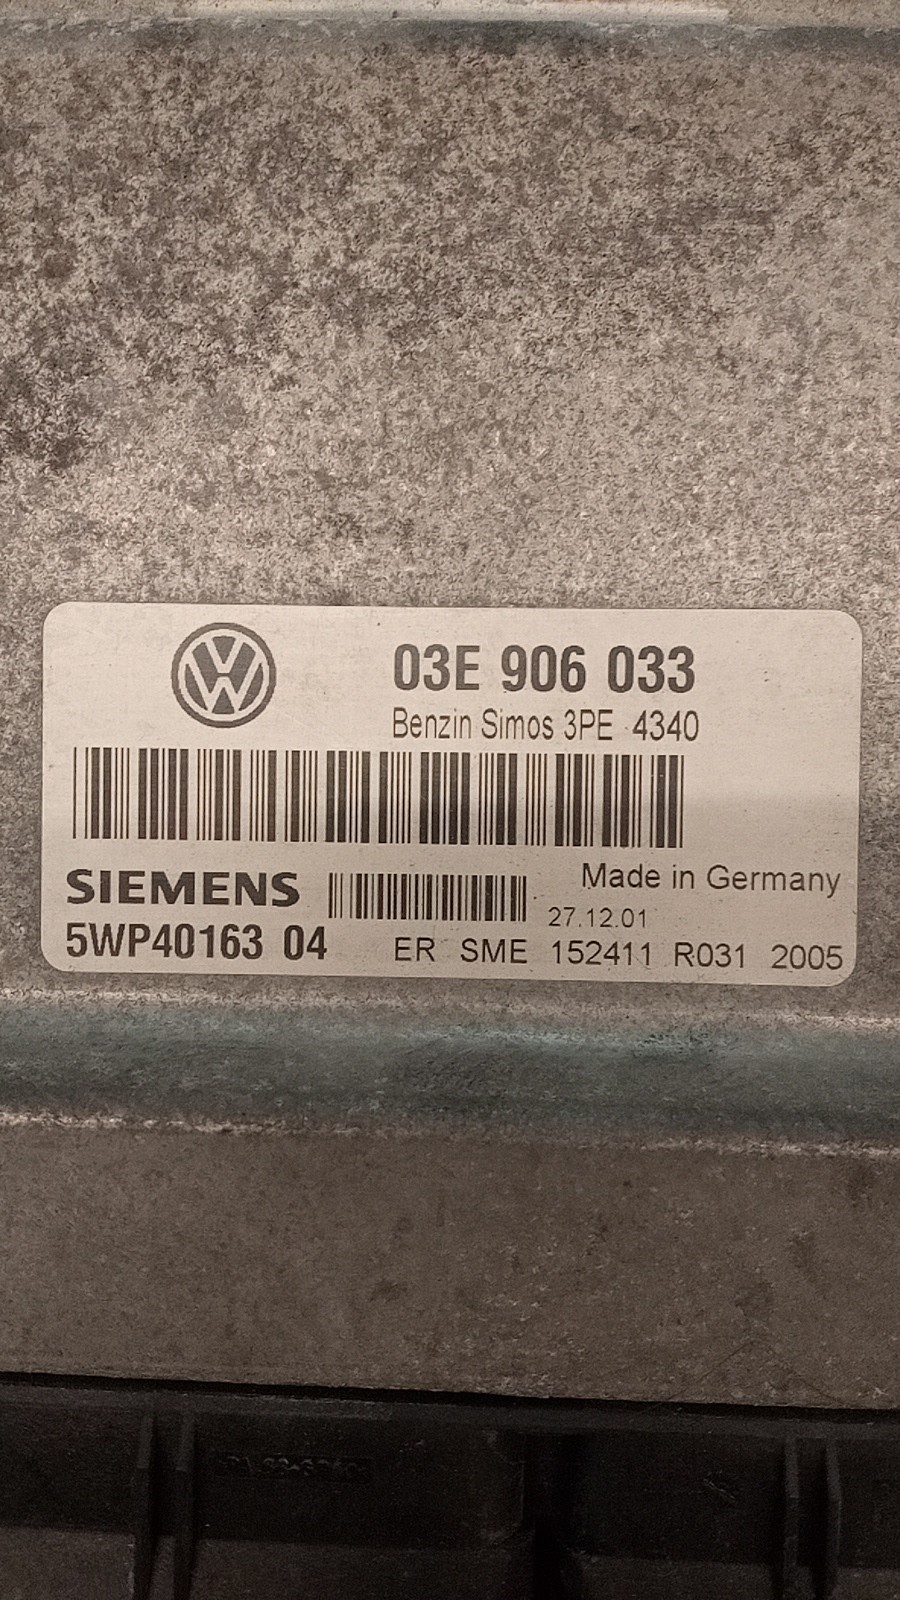 03E 906 033
Benzin Simos 3PE 4340
SIEMENS
Made in Germany
27.12.01
5WP40163 04
ER SME 152411 R031 2005